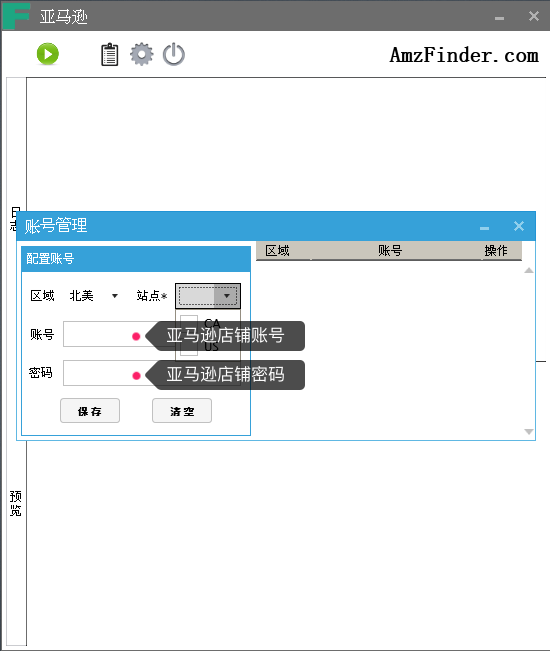 亚马逊
AmzFinder.com
日志
账号管理
配置账号
区域 账号 操作
区域 北美 站点*
CA
US
账号
亚马逊店铺账号
密码
亚马逊店铺密码
保存 清空
预览